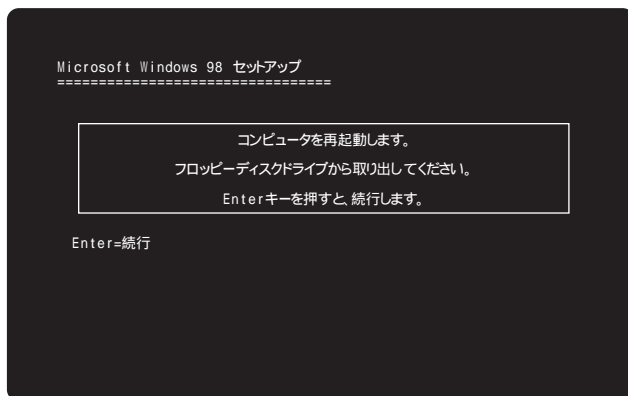 Microsoft Windows 98 セットアップ
=================================
コンピュータを再起動します。
フロッピーディスクドライブから取り出してください。
Enterキーを押すと、続行します。
Enter=続行